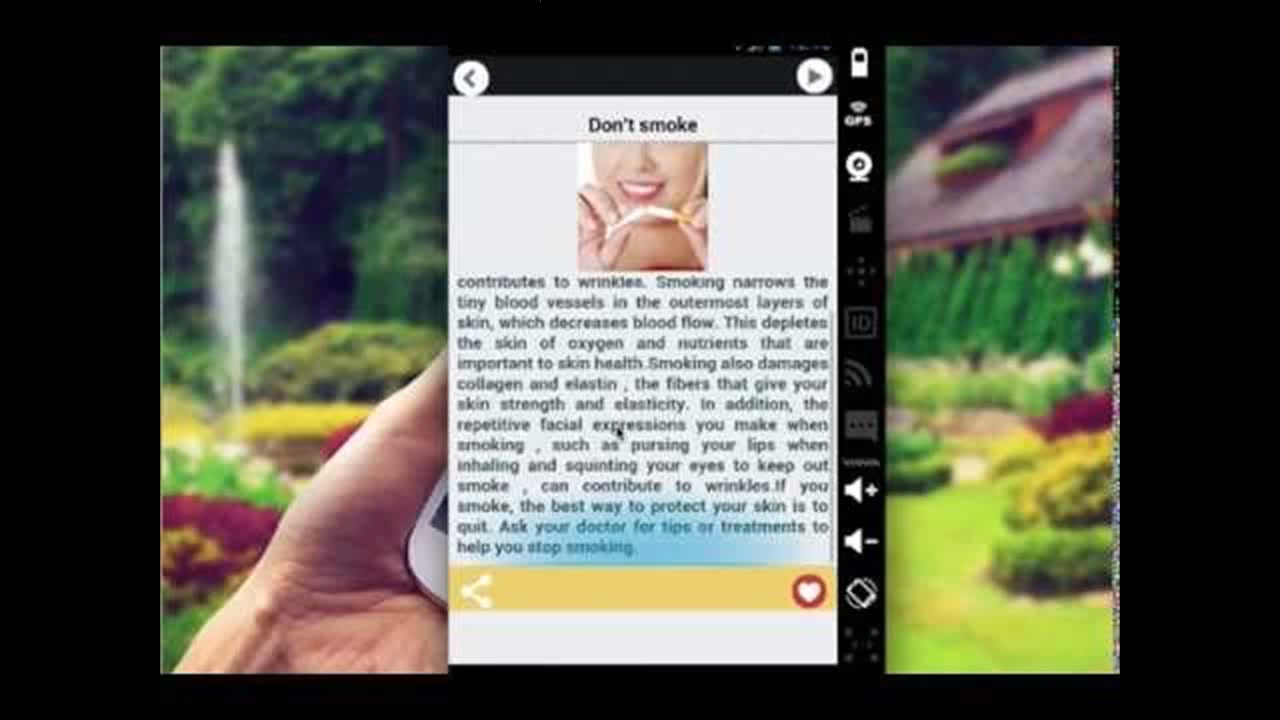 Don't smoke
contributes to wrinkles. Smoking narrows the
tiny blood vessels in the outermost layers of
skin, which decreases blood flow. This depletes
the skin of oxygen and nutrients that are
important to skin health.Smoking also damages
collagen and elastin , the fibers that give your
skin strength and elasticity. In addition, the
repetitive facial expressions you make when
smoking , such as pursing your lips when
inhaling and squinting your eyes to keep out
smoke , can contribute to wrinkles.If you
smoke, the best way to protect your skin is to
quit. Ask your doctor for tips or treatments to
help you stop smoking.
GPS
ID